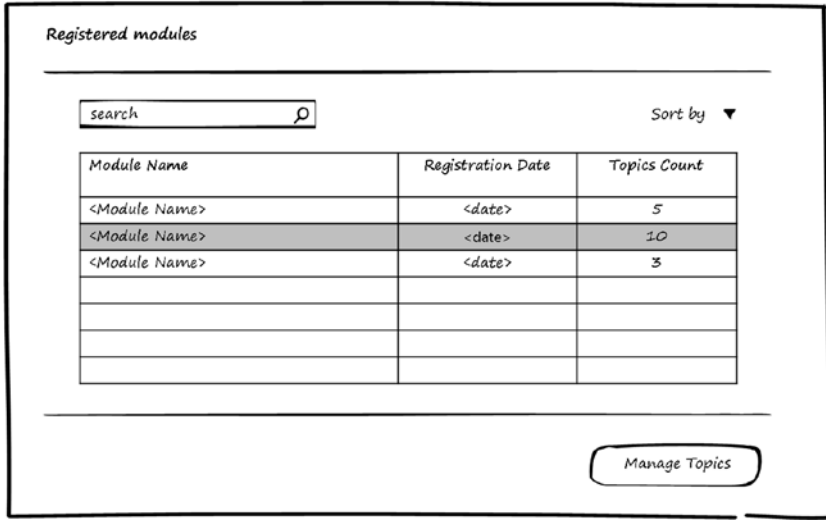 Registered modules
search
Sort by
Module Name Registration Date Topics Count
<Module Name> <date> 5
<Module Name> <date> 10
<Module Name> <date> 3
Manage Topics